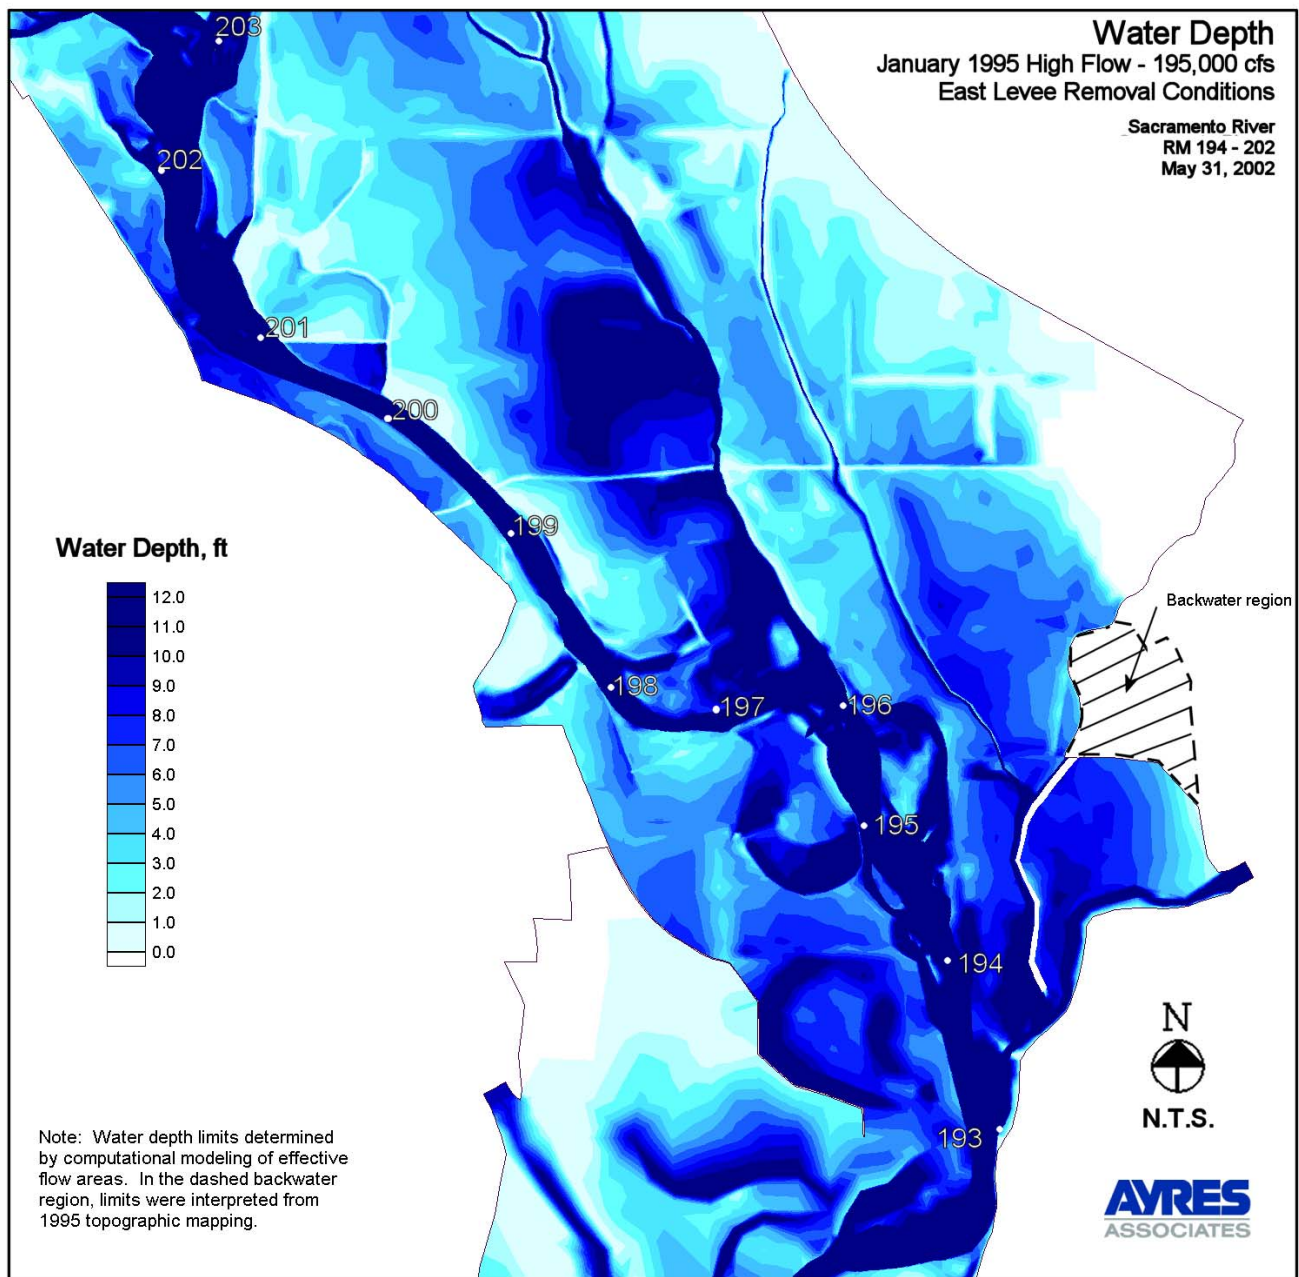 Water Depth
January 1995 High Flow - 195,000 cfs
East Levee Removal Conditions
Sacramento River
RM 194 - 202
May 31, 2002
203
202
201
200
199
198
197
196
195
194
193
Water Depth, ft
12.0
11.0
10.0
9.0
8.0
7.0
6.0
5.0
4.0
3.0
2.0
1.0
0.0
Backwater region
N
N.T.S.
Note: Water depth limits determined
by computational modeling of effective
flow areas. In the dashed backwater
region, limits were interpreted from
1995 topographic mapping.
AYRES
ASSOCIATES